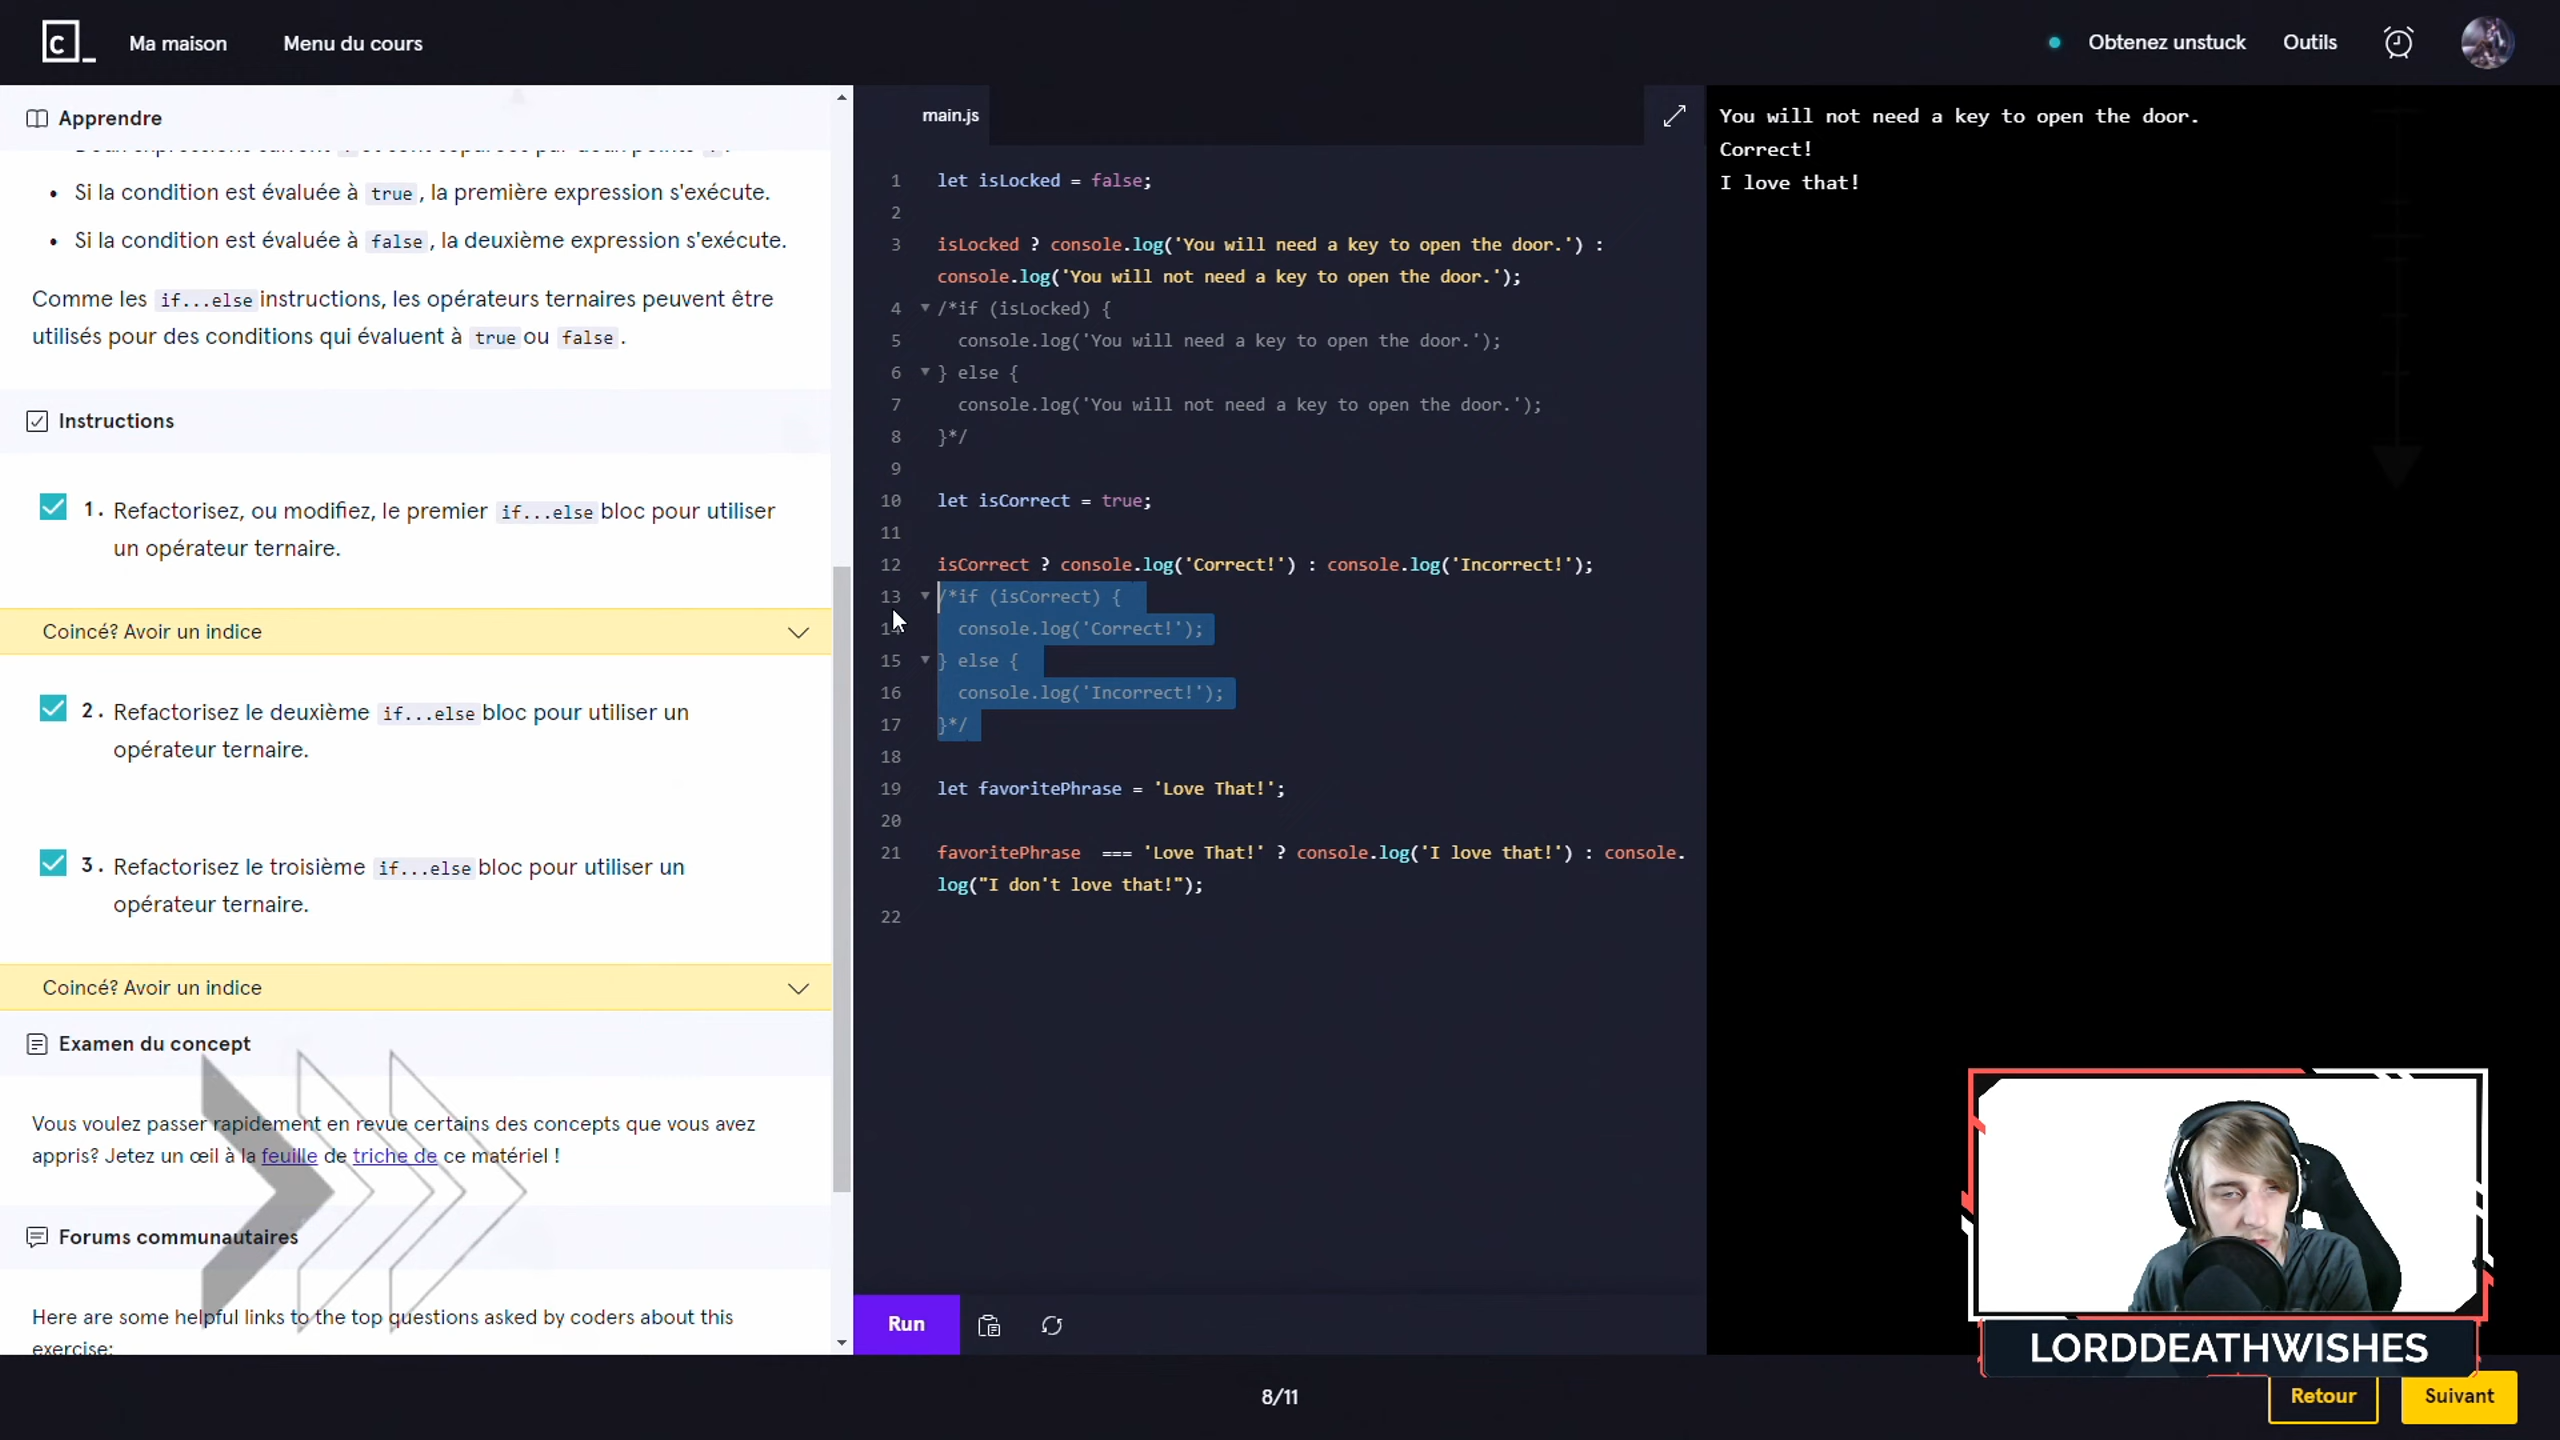 C_
Ma maison
Menu du cours
Obtenez unstuck
Outils
Apprendre
Si la condition est évaluée à true, la première expression s'exécute.
Si la condition est évaluée à false, la deuxième expression s'exécute.
Comme les if...else instructions, les opérateurs ternaires peuvent être
utilisés pour des conditions qui évaluent à true ou false.
Instructions
1. Refactorisez, ou modifiez, le premier if...else bloc pour utiliser
un opérateur ternaire.
Coincé? Avoir un indice
2. Refactorisez le deuxième if...else bloc pour utiliser un
opérateur ternaire.
3. Refactorisez le troisième if...else bloc pour utiliser un
opérateur ternaire.
Coincé? Avoir un indice
Examen du concept
Vous voulez passer rapidement en revue certains des concepts que vous avez
appris? Jetez un œil à la feuille de triche de ce matériel !
Forums communautaires
Here are some helpful links to the top questions asked by coders about this
exercise:
main.js
1 let isLocked = false;
2
3 isLocked ? console.log('You will need a key to open the door.') :
console.log('You will not need a key to open the door.');
4 /*if (isLocked) {
5 console.log('You will need a key to open the door.');
6 } else {
7 console.log('You will not need a key to open the door.');
8 }*/
9
10 let isCorrect = true;
11
12 isCorrect ? console.log('Correct!') : console.log('Incorrect!');
13 /*if (isCorrect) {
14 console.log('Correct!');
15 } else {
16 console.log('Incorrect!');
17 }*/
18
19 let favoritePhrase = 'Love That!';
20
21 favoritePhrase === 'Love That!' ? console.log('I love that!') : console.
log("I don't love that!");
22
Run
You will not need a key to open the door.
Correct!
I love that!
LORDDEATHWISHES
8/11
Retour
Suivant